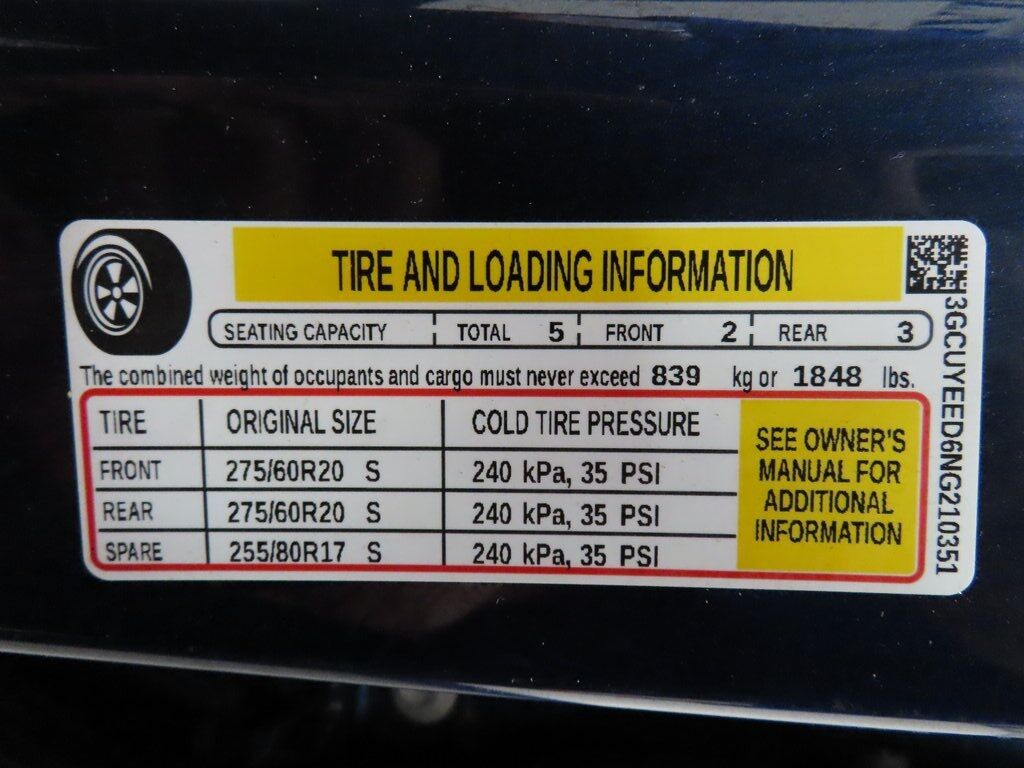 TIRE AND LOADING INFORMATION
SEATING CAPACITY TOTAL 5 FRONT 2 REAR 3
The combined weight of occupants and cargo must never exceed 839 kg or 1848 lbs.
TIRE ORIGINAL SIZE COLD TIRE PRESSURE
FRONT 275/60R20 S 240 kPa, 35 PSI
REAR 275/60R20 S 240 kPa, 35 PSI
SPARE 255/80R17 S 240 kPa, 35 PSI
SEE OWNER'S
MANUAL FOR
ADDITIONAL
INFORMATION
3GCUYEED6NG210351